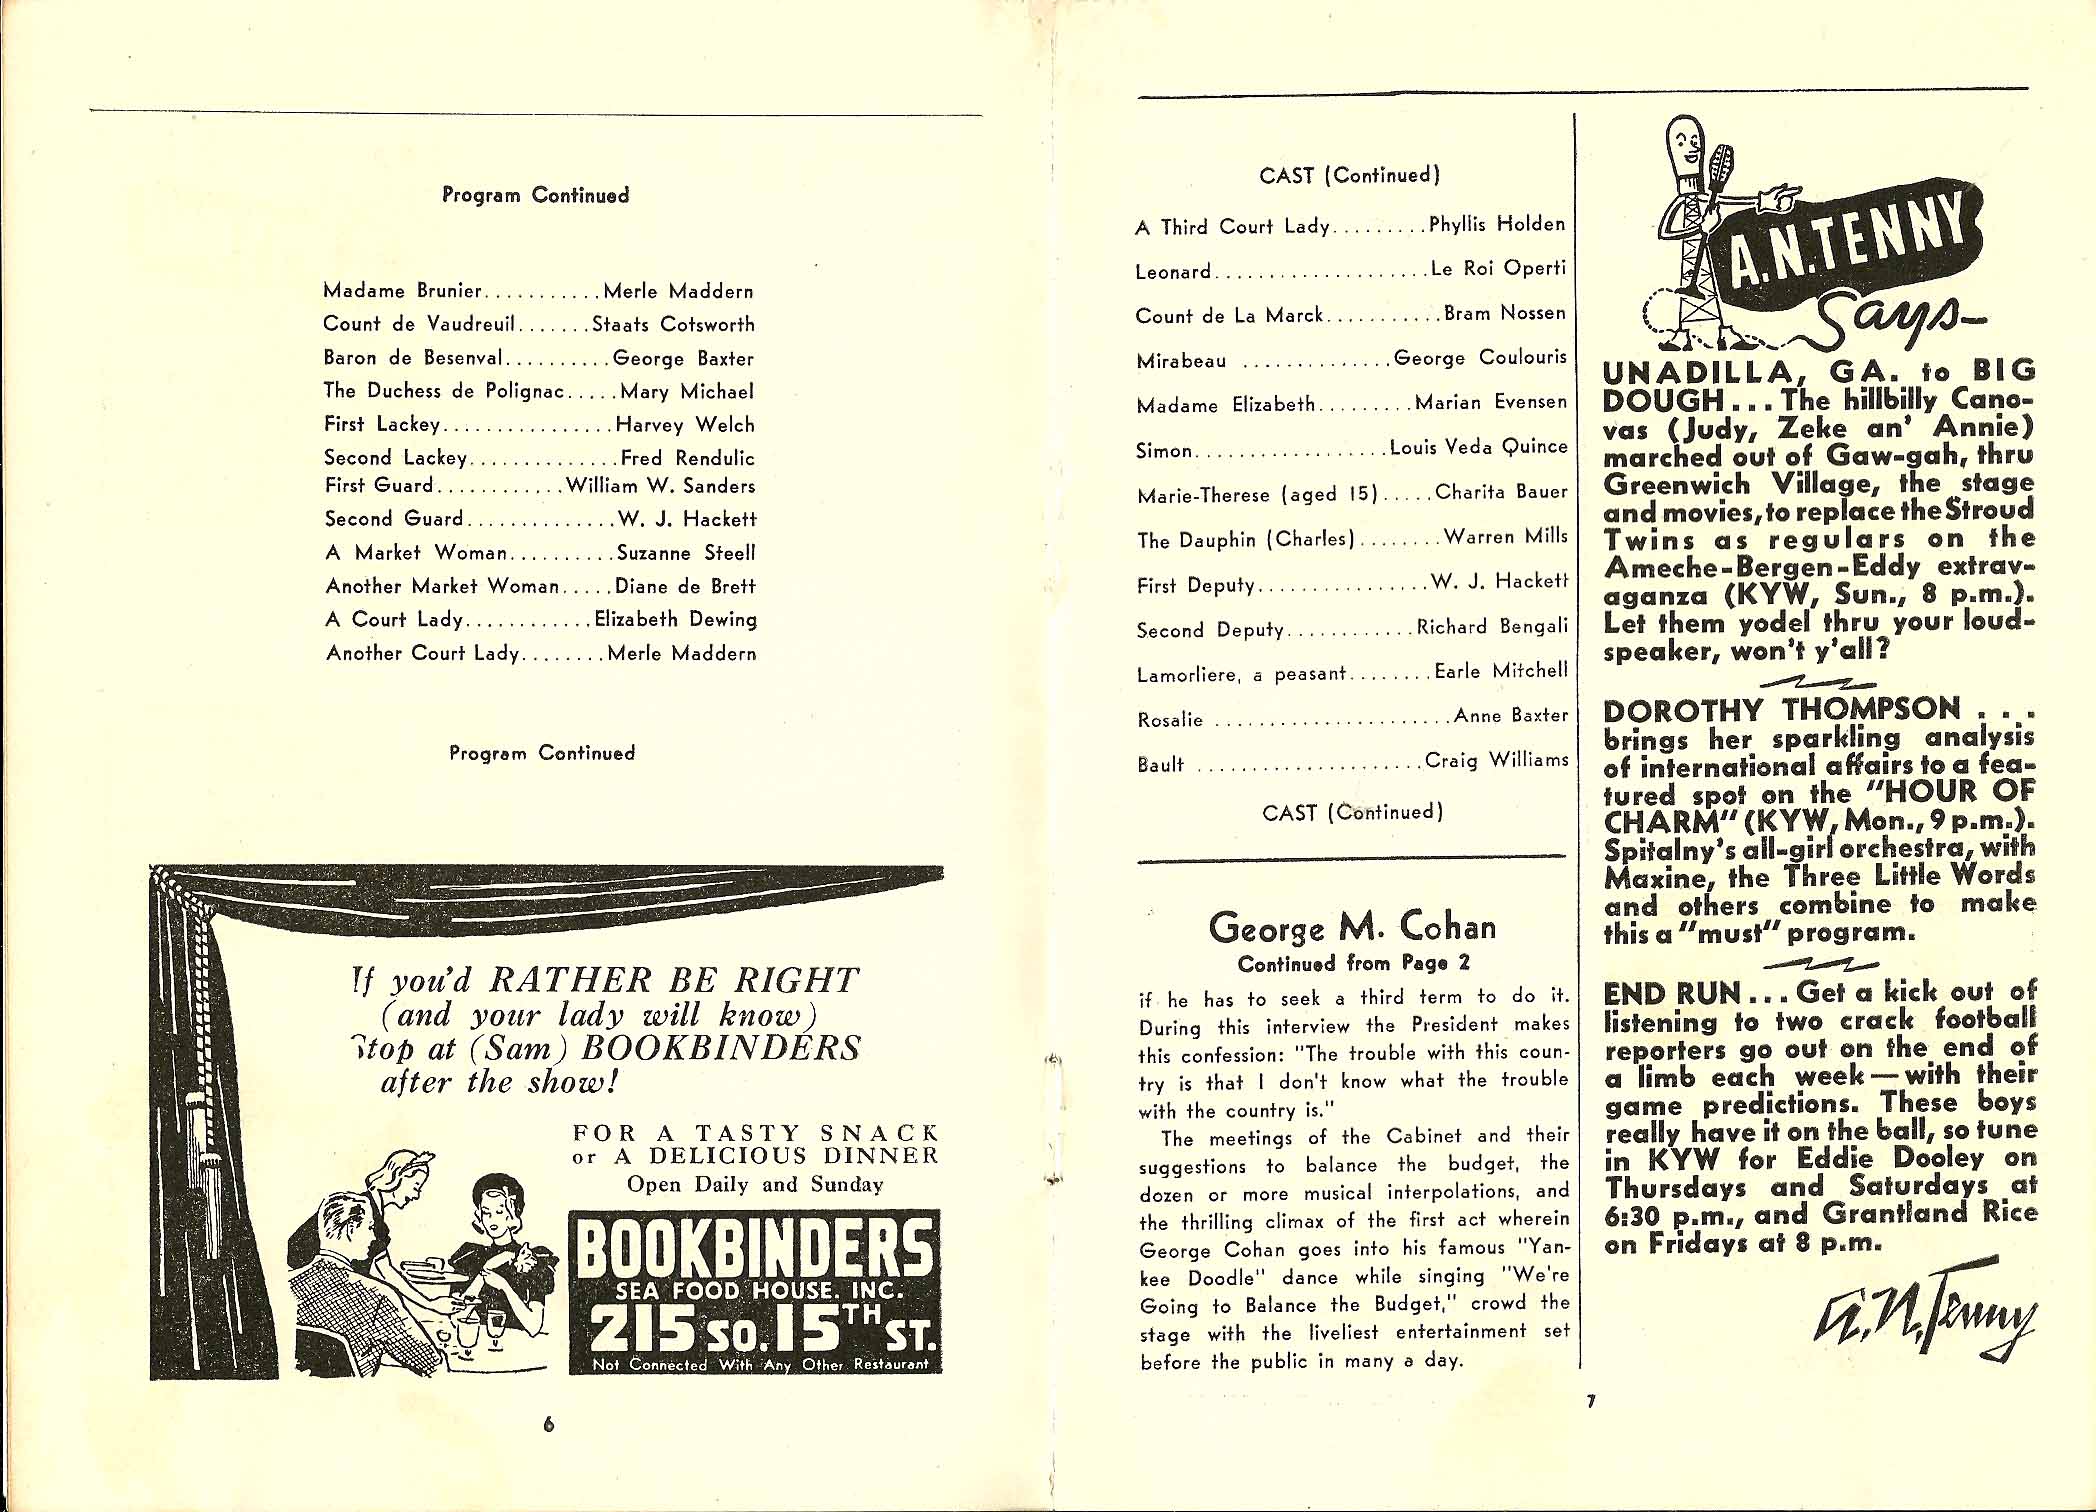 Program Continued
Madame Brunier...........Merle Maddern
Count de Vaudreuil.......Staats Cotsworth
Baron de Besenval..........George Baxter
The Duchess de Polignac.....Mary Michael
First Lackey................Harvey Welch
Second Lackey..............Fred Rendulic
First Guard............William W. Sanders
Second Guard..............W. J. Hackett
A Market Woman..........Suzanne Steell
Another Market Woman.....Diane de Brett
A Court Lady............Elizabeth Dewing
Another Court Lady........Merle Maddern
Program Continued
If you'd RATHER BE RIGHT
(and your lady will know)
Stop at (Sam) BOOKBINDERS
after the show!
FOR A TASTY SNACK
or A DELICIOUS DINNER
Open Daily and Sunday
BOOKBINDERS
SEA FOOD HOUSE, INC.
215 SO. 15TH ST.
Not Connected With Any Other Restaurant
6
CAST (Continued)
A Third Court Lady.........Phyllis Holden
Leonard....................Le Roi Operti
Count de La Marck...........Bram Nossen
Mirabeau ..............George Coulouris
Madame Elizabeth.........Marian Evensen
Simon..................Louis Veda Quince
Marie-Therese (aged 15).....Charita Bauer
The Dauphin (Charles)........Warren Mills
First Deputy................W. J. Hackett
Second Deputy............Richard Bengali
Lamorliere, a peasant........Earle Mitchell
Rosalie ......................Anne Baxter
Bault .....................Craig Williams
CAST (Continued)
George M. Cohan
Continued from Page 2
if he has to seek a third term to do it.
During this interview the President makes
this confession: "The trouble with this coun-
try is that I don't know what the trouble
with the country is."
The meetings of the Cabinet and their
suggestions to balance the budget, the
dozen or more musical interpolations, and
the thrilling climax of the first act wherein
George Cohan goes into his famous "Yan-
kee Doodle" dance while singing "We're
Going to Balance the Budget," crowd the
stage with the liveliest entertainment set
before the public in many a day.
A.N.TENNY
Says-
UNADILLA, GA. to BIG
DOUGH...The hillbilly Cano-
vas (Judy, Zeke an' Annie)
marched out of Gaw-gah, thru
Greenwich Village, the stage
and movies, to replace the Stroud
Twins as regulars on the
Ameche-Bergen-Eddy extrav-
aganza (KYW, Sun., 8 p.m.).
Let them yodel thru your loud-
speaker, won't y'all?
DOROTHY THOMPSON . . .
brings her sparkling analysis
of international affairs to a fea-
tured spot on the "HOUR OF
CHARM" (KYW, Mon., 9 p.m.).
Spitalny's all-girl orchestra, with
Maxine, the Three Little Words
and others combine to make
this a "must" program.
END RUN...Get a kick out of
listening to two crack football
reporters go out on the end of
a limb each week—with their
game predictions. These boys
really have it on the ball, so tune
in KYW for Eddie Dooley on
Thursdays and Saturdays at
6:30 p.m., and Grantland Rice
on Fridays at 8 p.m.
A.N.Tenny
7